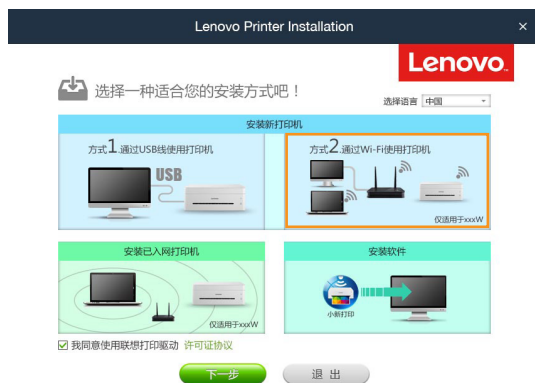 Lenovo Printer Installation ×
Lenovo.
选择一种适合您的安装方式吧！
选择语言 中国
安装新打印机
方式1.通过USB线使用打印机
USB
方式2.通过Wi-Fi使用打印机
仅适用于xxxW
安装已入网打印机
仅适用于xxxW
安装软件
小新打印
我同意使用联想打印驱动 许可证协议
下一步
退 出